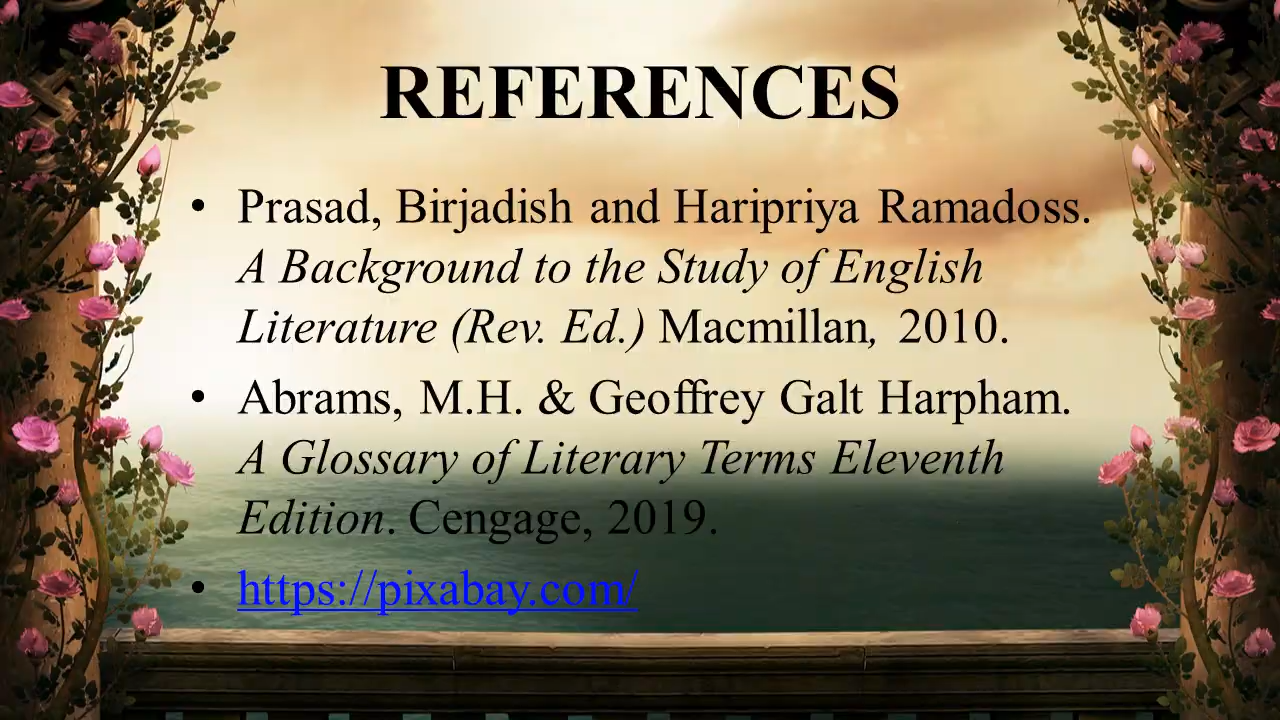 REFERENCES
• Prasad, Birjadish and Haripriya Ramadoss.
A Background to the Study of English
Literature (Rev. Ed.) Macmillan, 2010.
• Abrams, M.H. & Geoffrey Galt Harpham.
A Glossary of Literary Terms Eleventh
Edition. Cengage, 2019.
• https://pixabay.com/